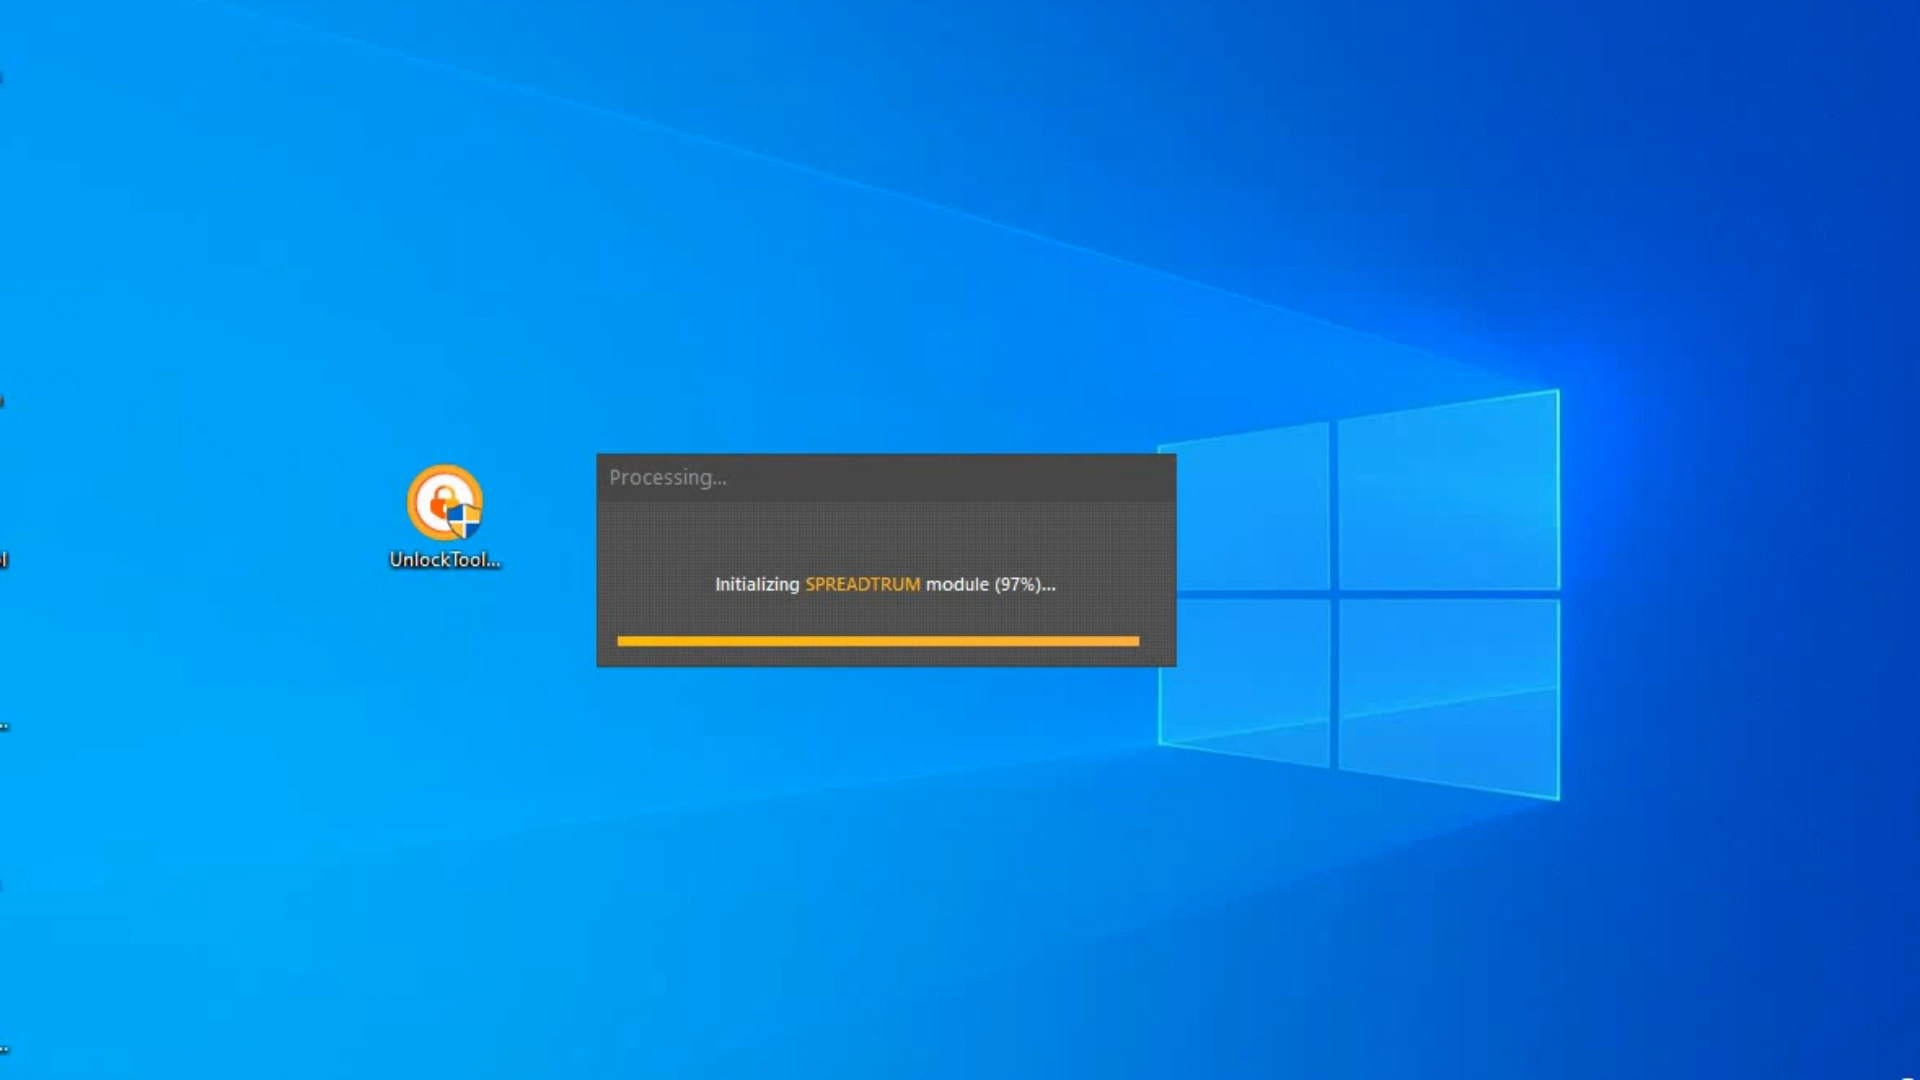 Processing...
Initializing SPREADTRUM module (97%)...
UnlockTool...